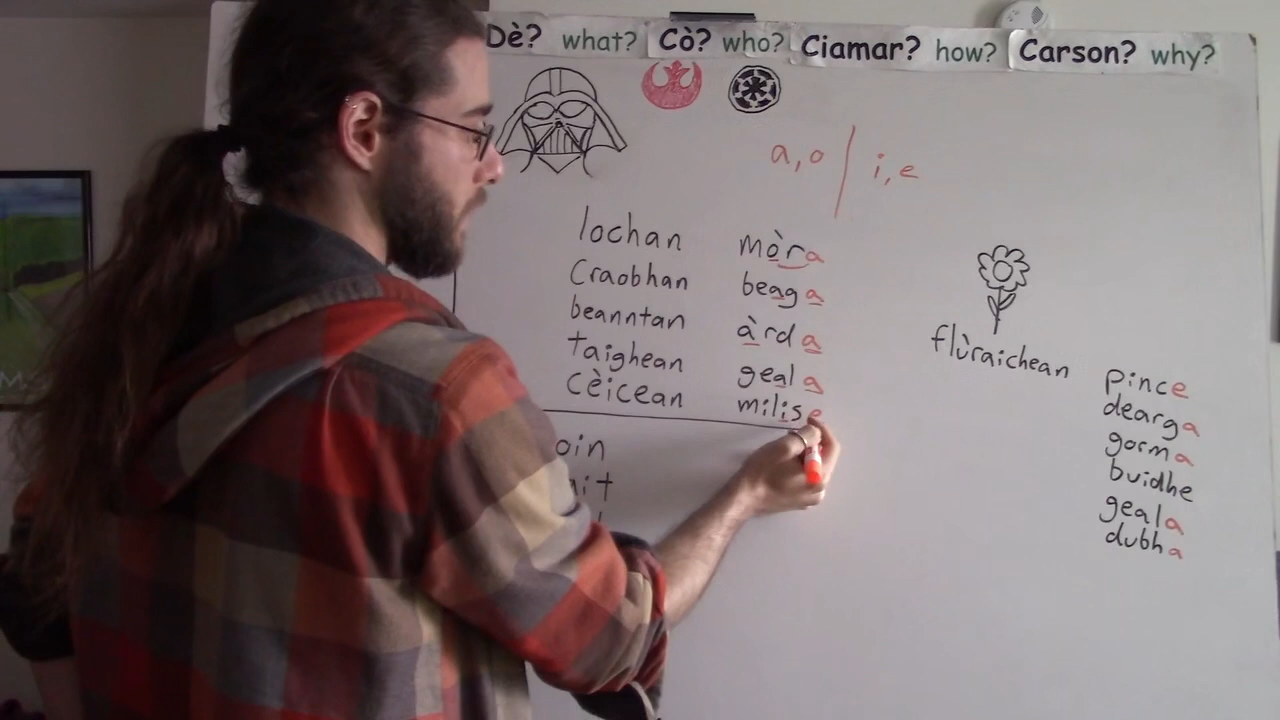 Dè? what? Cò? who? Ciamar? how? Carson? why?
a, o | i, e
lochan mòra
Craobhan beaga
beanntan àrda
taighean geala
Cèicean milise
flùraichean
pince
dearga
gorma
buidhe
geala
dubha